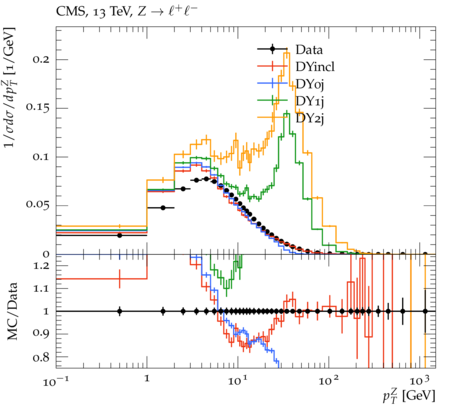 CMS, 13 TeV, Z → ℓ⁺ℓ⁻
1/σdσ/dp_T^Z [1/GeV]
0.2
0.15
0.1
0.05
0
Data
DYincl
DY0j
DY1j
DY2j
MC/Data
1.2
1.1
1
0.9
0.8
10⁻¹ 1 10¹ 10² 10³
p_T^Z [GeV]